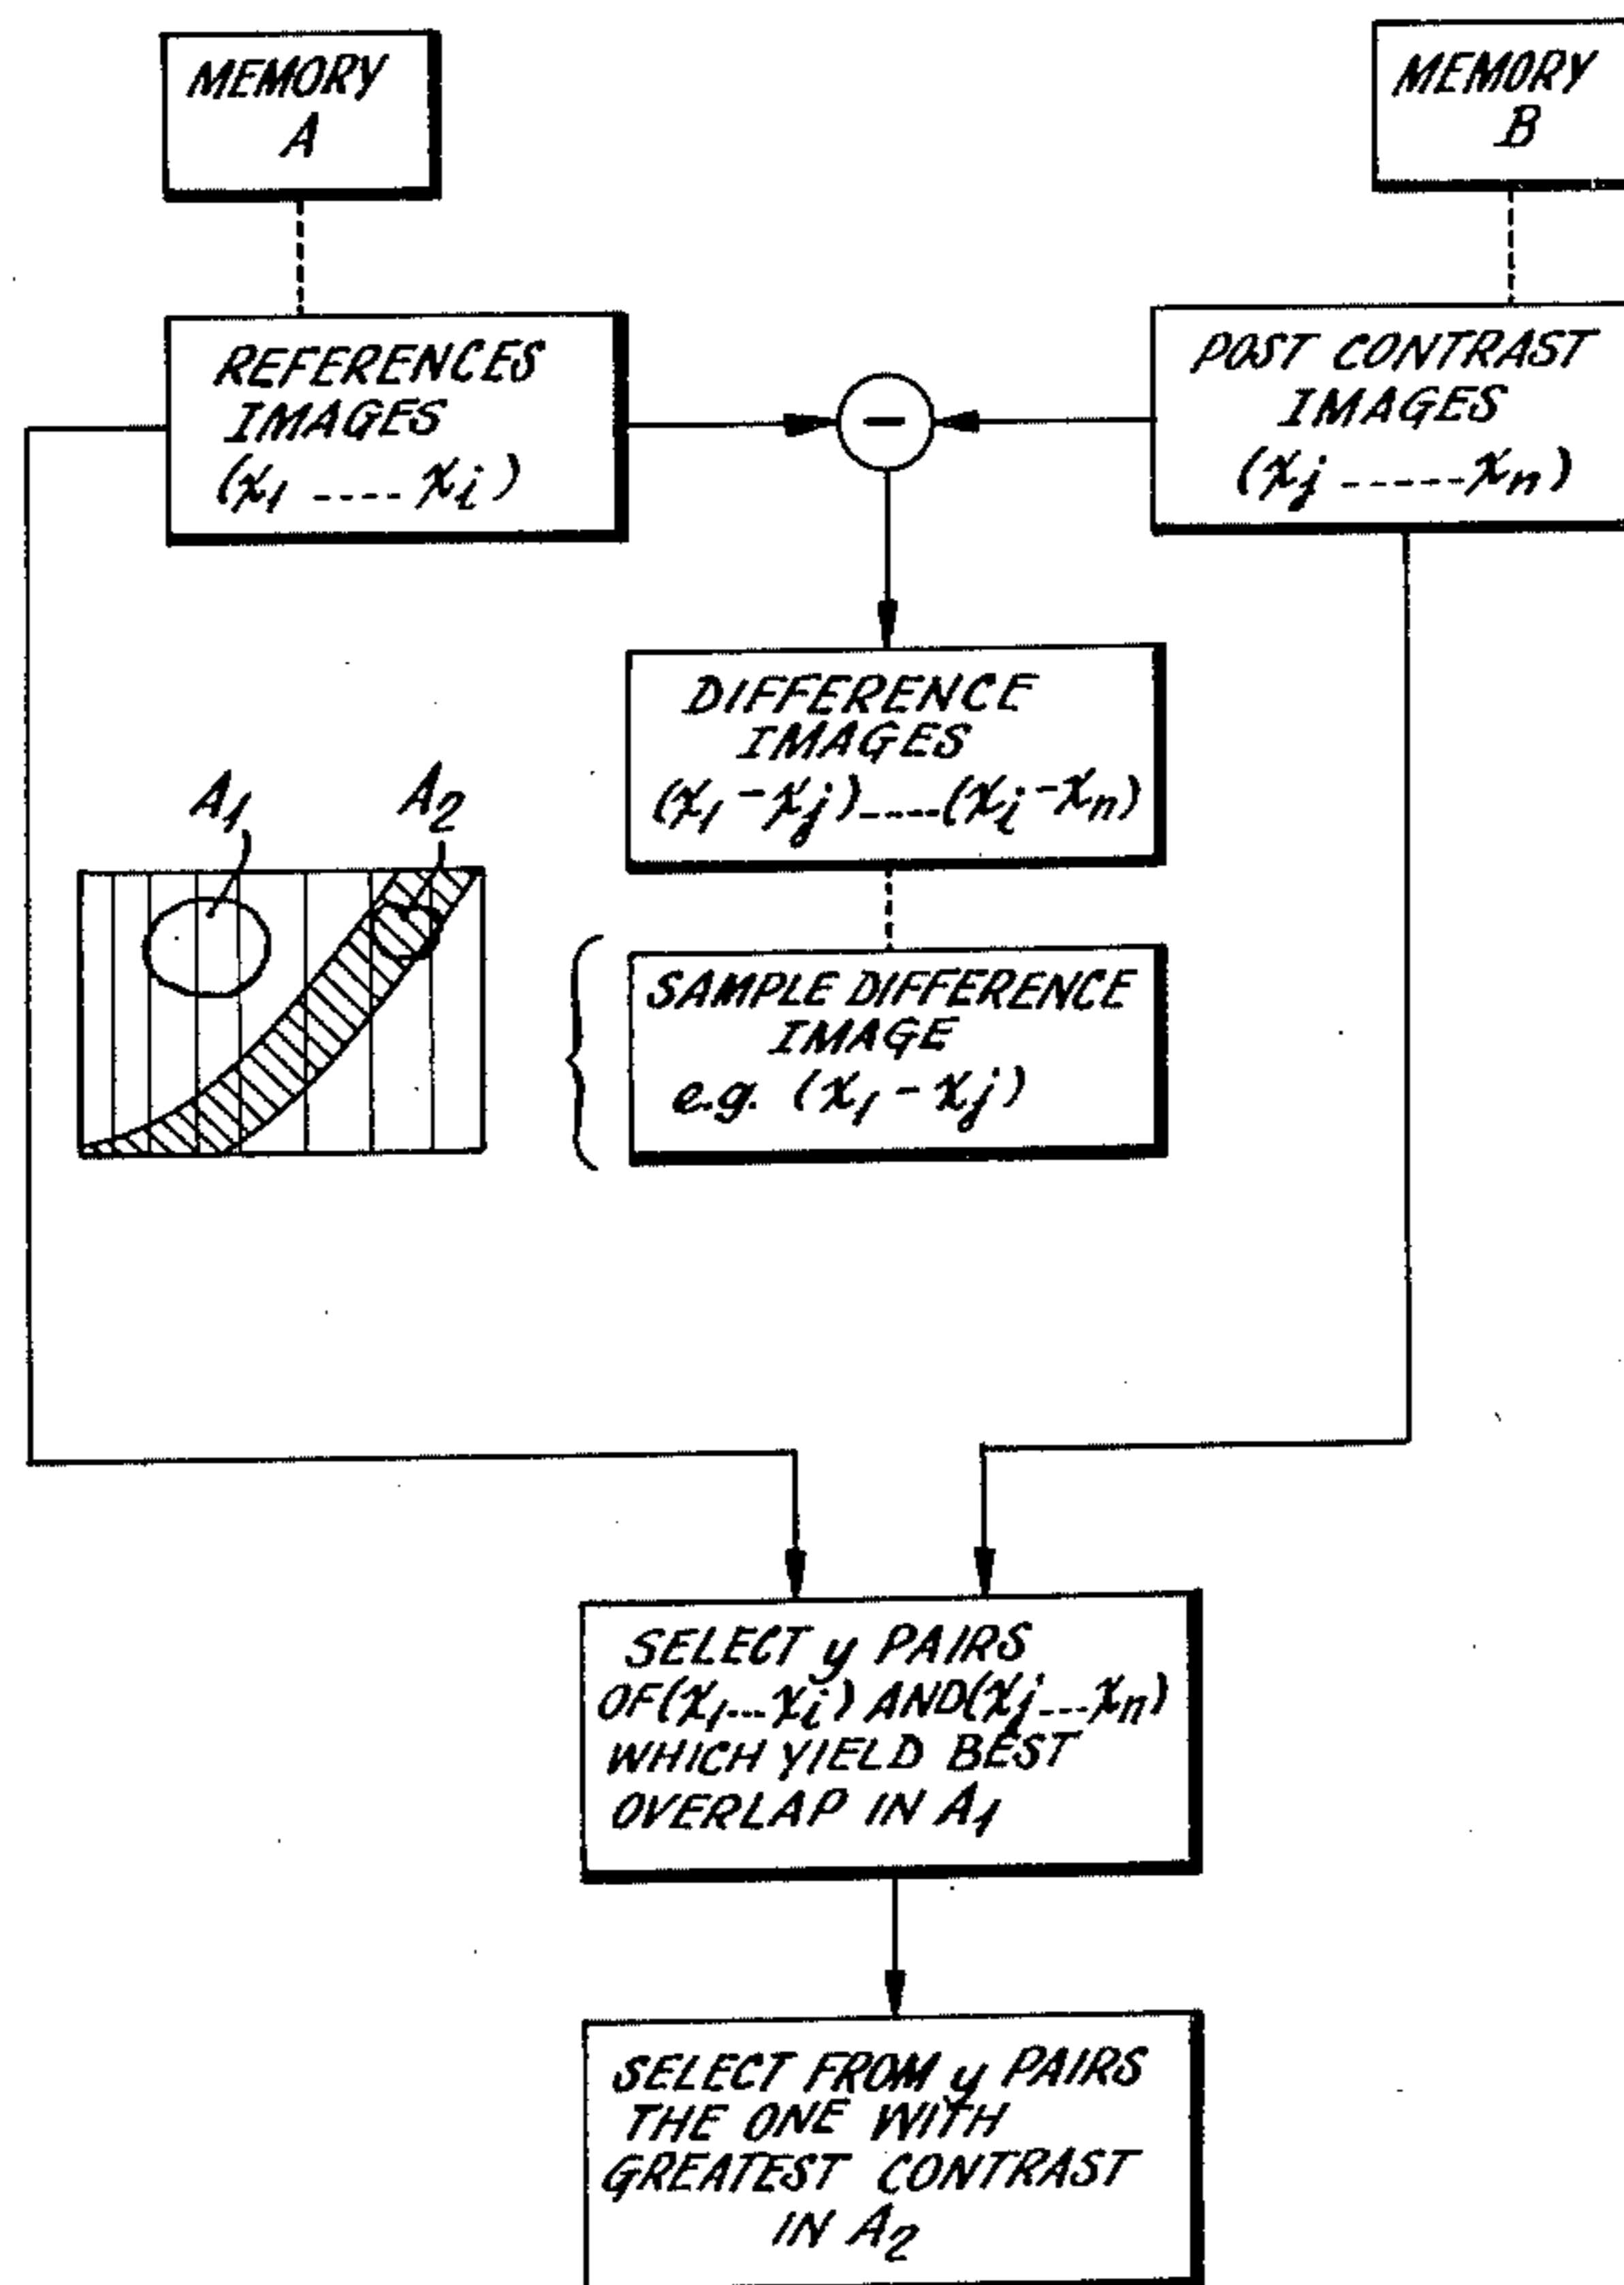 MEMORY
A
MEMORY
B
REFERENCES
IMAGES
(x₁ ---- xᵢ)
POST CONTRAST
IMAGES
(xⱼ ----- xₙ)
−
DIFFERENCE
IMAGES
(x₁ - xⱼ)----(xᵢ - xₙ)
A₁
A₂
SAMPLE DIFFERENCE
IMAGE
e.g. (x₁ - xⱼ)
SELECT y PAIRS
OF (x₁---xᵢ) AND (xⱼ---xₙ)
WHICH YIELD BEST
OVERLAP IN A₁
SELECT FROM y PAIRS
THE ONE WITH
GREATEST CONTRAST
IN A₂